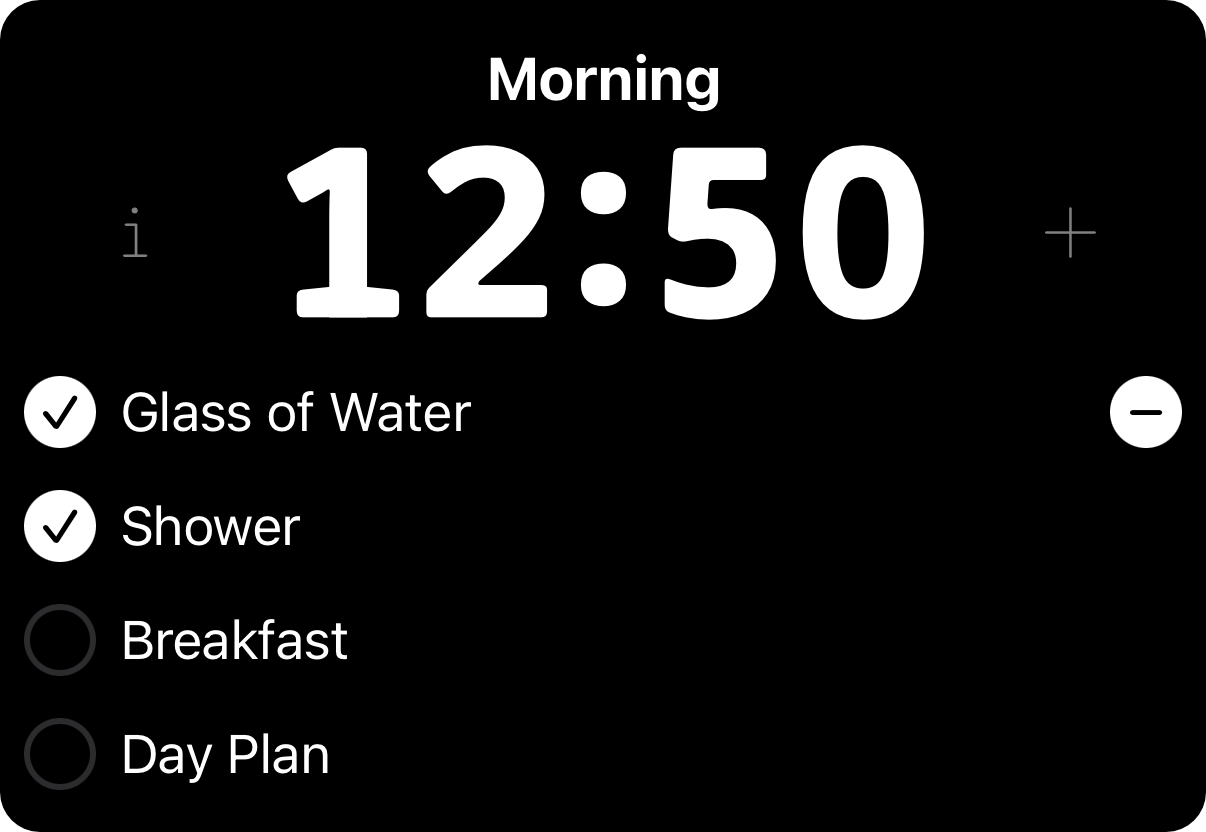 Morning
i 12:50 +
Glass of Water
Shower
Breakfast
Day Plan